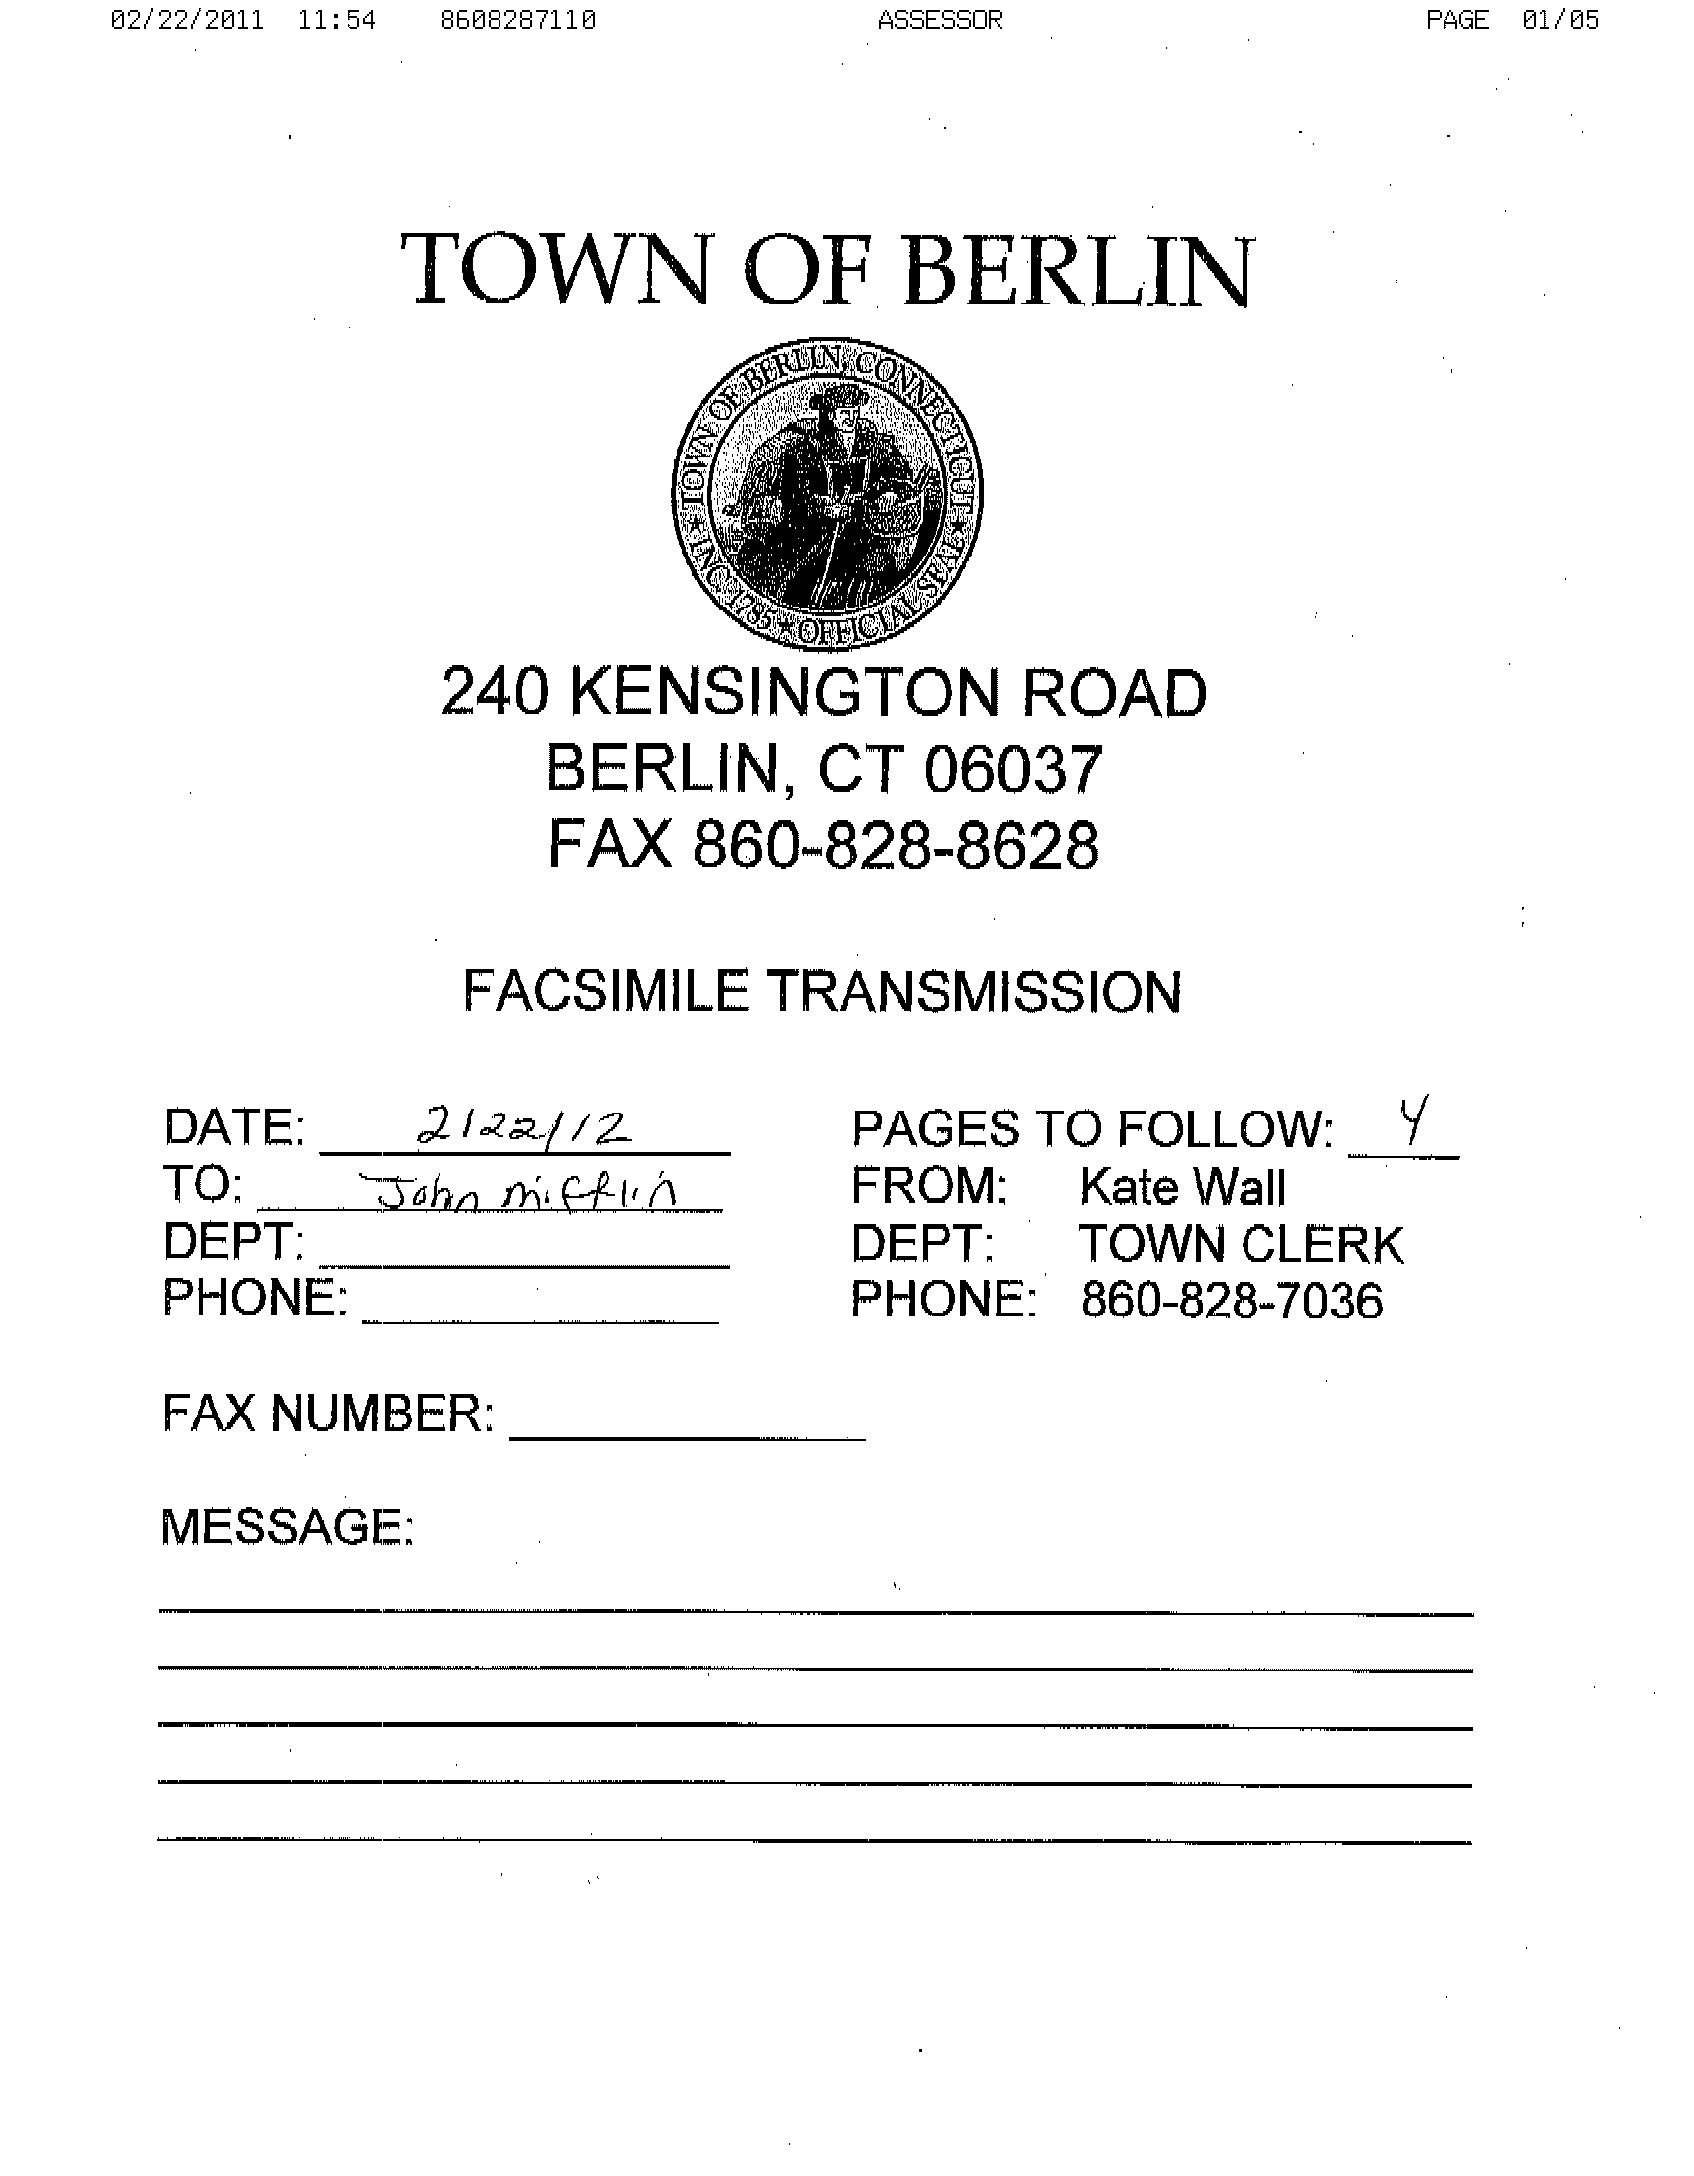 02/22/2011 11:54 8608287110 ASSESSOR PAGE 01/05
TOWN OF BERLIN
TOWN OF BERLIN, CONNECTICUT ★ OFFICIAL SEAL ★ INC. 1785 ★
240 KENSINGTON ROAD
BERLIN, CT 06037
FAX 860-828-8628
FACSIMILE TRANSMISSION
DATE: 2/22/12 PAGES TO FOLLOW: 4
TO: John Mifflin FROM: Kate Wall
DEPT: DEPT: TOWN CLERK
PHONE: PHONE: 860-828-7036
FAX NUMBER:
MESSAGE: